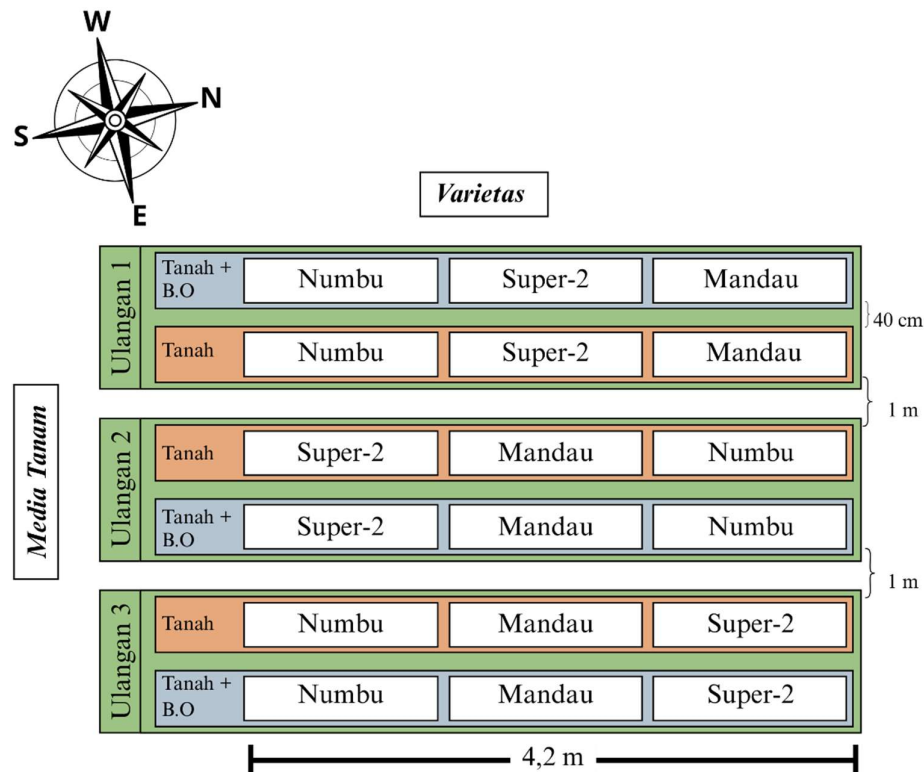 W
N
S
E
Varietas
Media Tanam
Ulangan 1
Tanah +
B.O
Numbu
Super-2
Mandau
40 cm
Tanah
Numbu
Super-2
Mandau
1 m
Ulangan 2
Tanah
Super-2
Mandau
Numbu
Tanah +
B.O
Super-2
Mandau
Numbu
1 m
Ulangan 3
Tanah
Numbu
Mandau
Super-2
Tanah +
B.O
Numbu
Mandau
Super-2
4,2 m